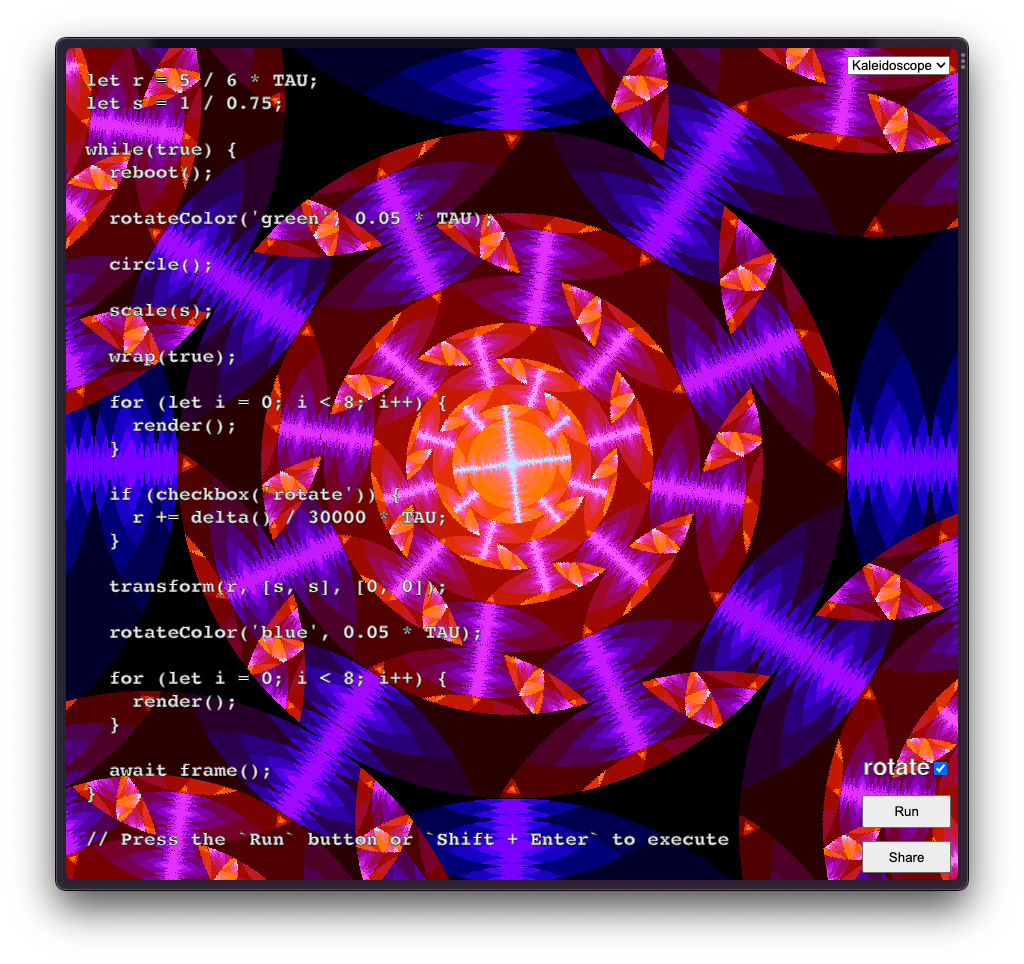 Kaleidoscope
let r = 5 / 6 * TAU;
let s = 1 / 0.75;
while(true) {
reboot();
rotateColor('green', 0.05 * TAU);
circle();
scale(s);
wrap(true);
for (let i = 0; i < 8; i++) {
render();
}
if (checkbox('rotate')) {
r += delta() / 30000 * TAU;
}
transform(r, [s, s], [0, 0]);
rotateColor('blue', 0.05 * TAU);
for (let i = 0; i < 8; i++) {
render();
}
await frame();
}
// Press the `Run` button or `Shift + Enter` to execute
rotate
Run
Share